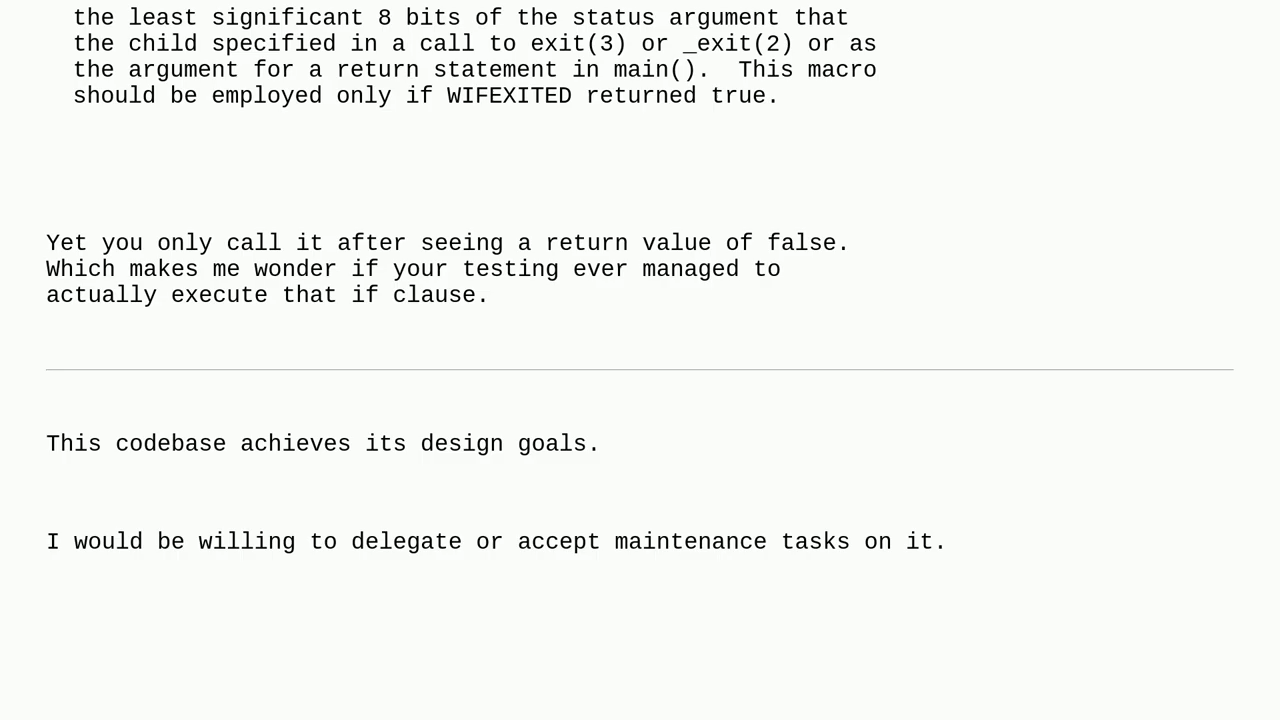 the least significant 8 bits of the status argument that
the child specified in a call to exit(3) or _exit(2) or as
the argument for a return statement in main().  This macro
should be employed only if WIFEXITED returned true.
Yet you only call it after seeing a return value of false.
Which makes me wonder if your testing ever managed to
actually execute that if clause.
This codebase achieves its design goals.
I would be willing to delegate or accept maintenance tasks on it.